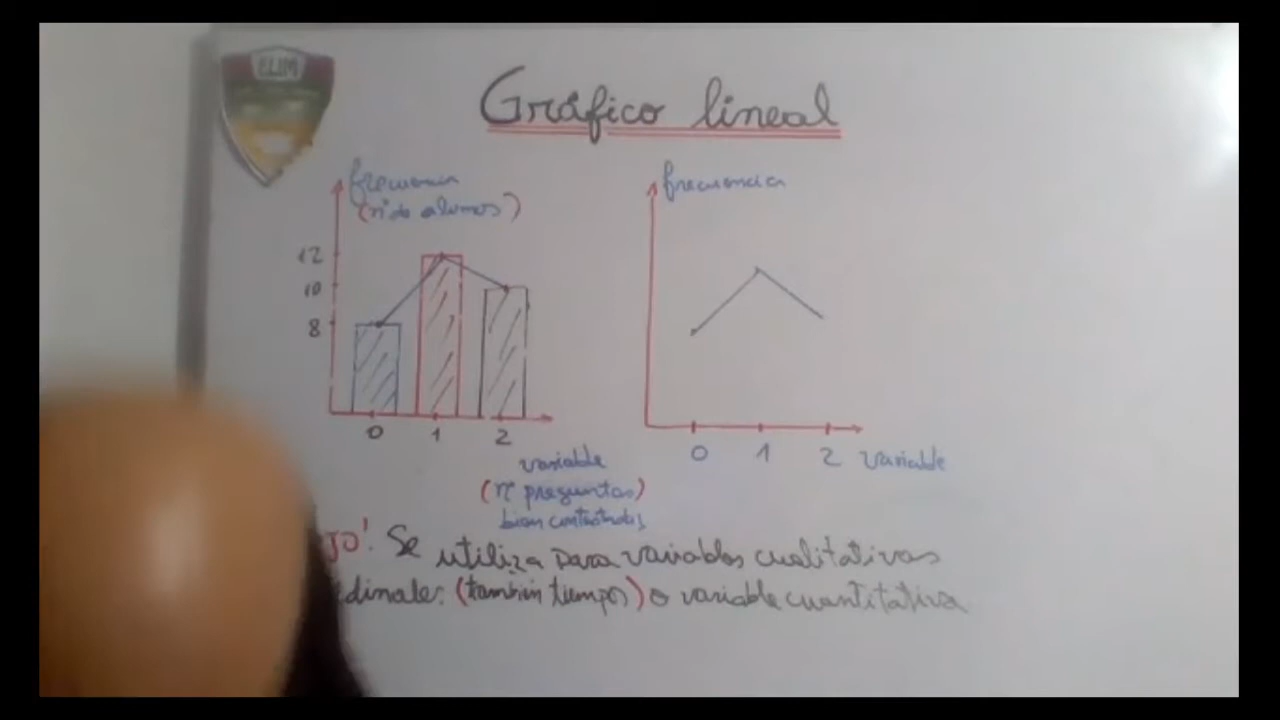 ELIM
Gráfico lineal
frecuencia
(nº de alumnos)
12
10
8
0 1 2
variable
(nº preguntas)
bien contestadas
frecuencia
0 1 2 variable
Se utiliza para variables cualitativas
(también tiempos) o variable cuantitativa